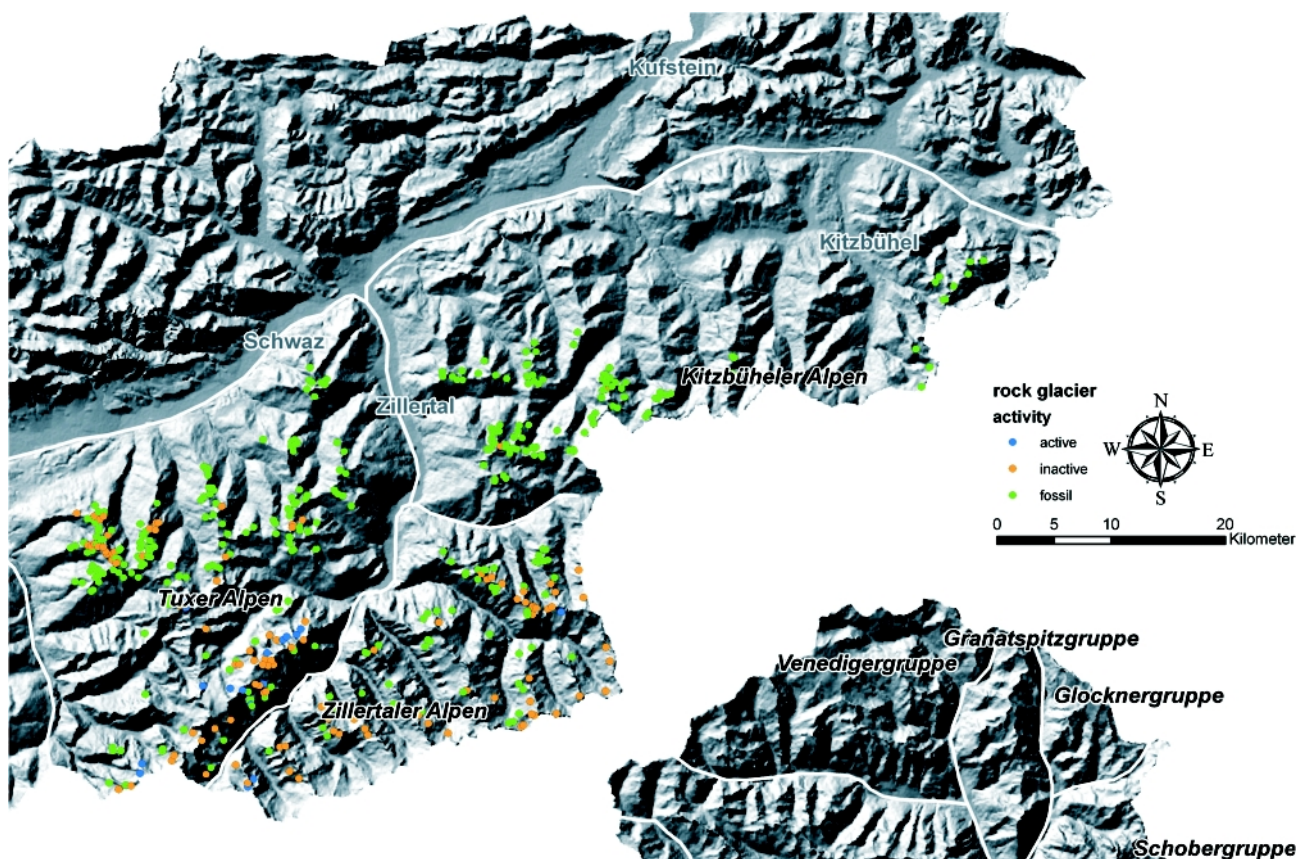 Kufstein
Kitzbühel
Schwaz
Kitzbüheler Alpen
Zillertal
rock glacier
activity
active
inactive
fossil
N
W E
S
0 5 10 20
Kilometer
Tuxer Alpen
Granatspitzgruppe
Venedigergruppe
Glocknergruppe
Zillertaler Alpen
Schobergruppe